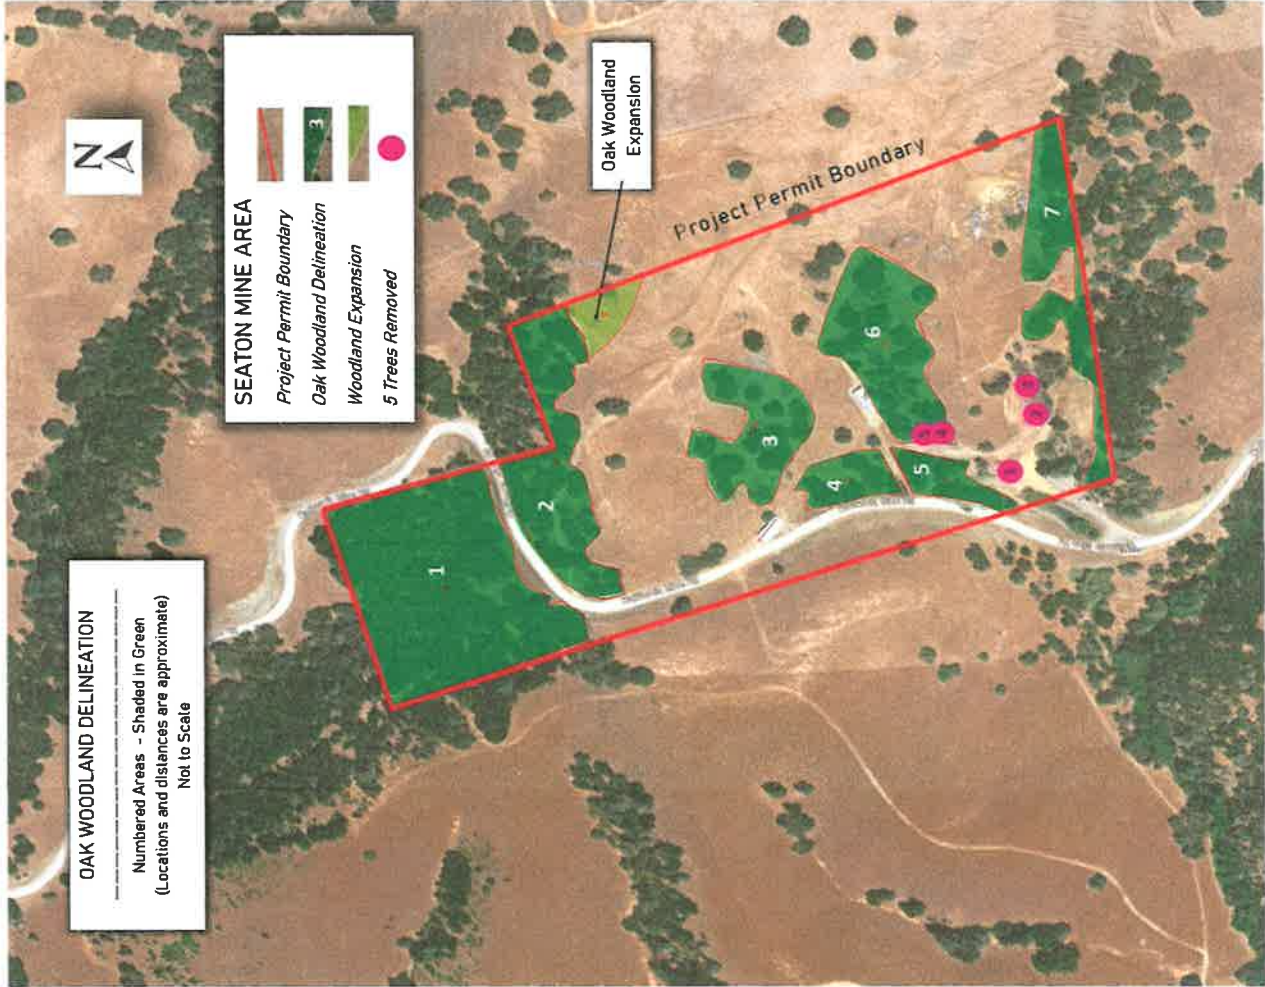 OAK WOODLAND DELINEATION
Numbered Areas - Shaded in Green
(Locations and distances are approximate)
Not to Scale
N
SEATON MINE AREA
Project Permit Boundary
Oak Woodland Delineation
3
Woodland Expansion
5 Trees Removed
Oak Woodland
Expansion
Project Permit Boundary
1
2
3
4
5
6
7